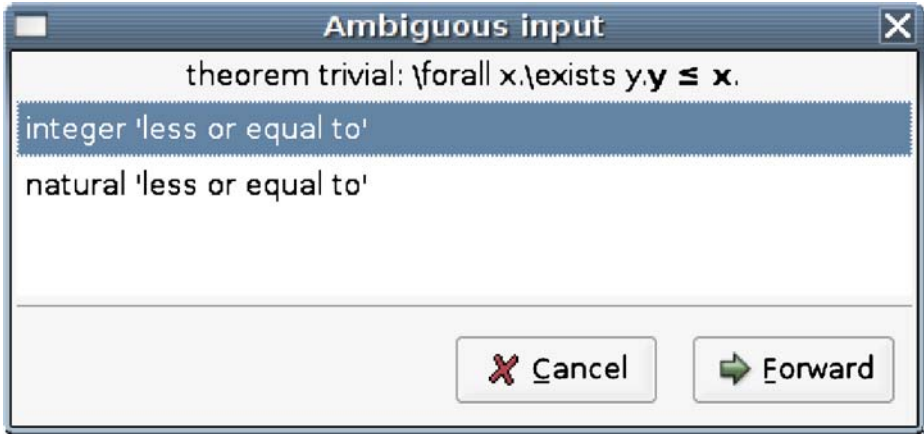 Ambiguous input
theorem trivial: \forall x.\exists y.y ≤ x.
integer 'less or equal to'
natural 'less or equal to'
Cancel
Forward